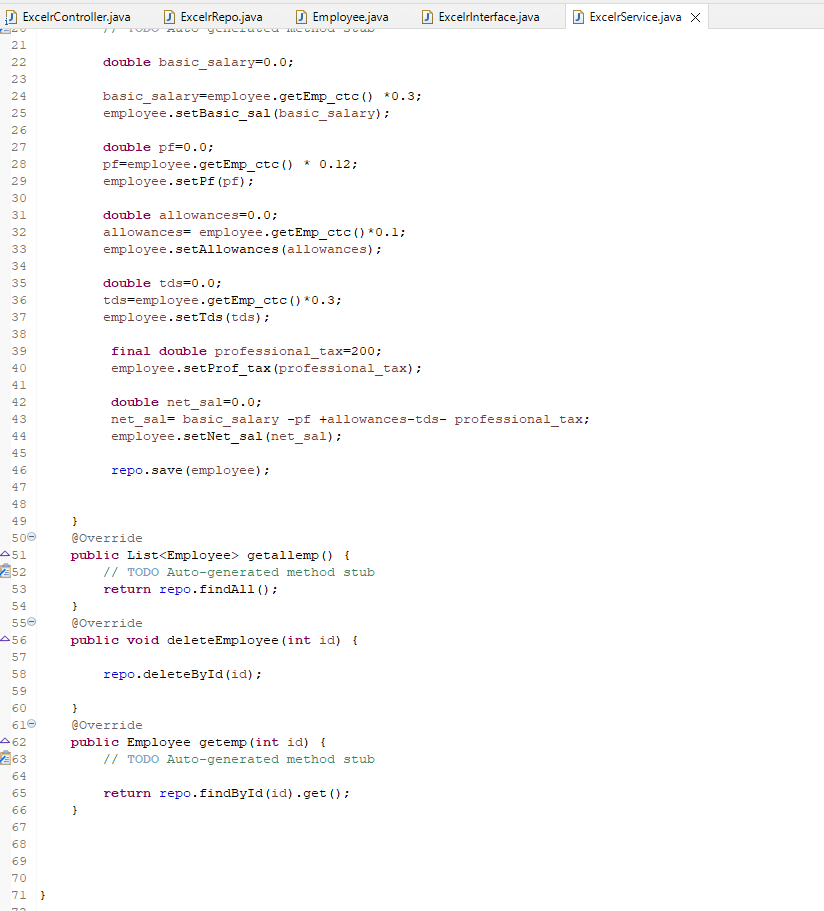 ExcelrController.java ExcelrRepo.java Employee.java ExcelrInterface.java ExcelrService.java
20 // TODO Auto-generated method stub
21
22 double basic_salary=0.0;
23
24 basic_salary=employee.getEmp_ctc() *0.3;
25 employee.setBasic_sal(basic_salary);
26
27 double pf=0.0;
28 pf=employee.getEmp_ctc() * 0.12;
29 employee.setPf(pf);
30
31 double allowances=0.0;
32 allowances= employee.getEmp_ctc()*0.1;
33 employee.setAllowances(allowances);
34
35 double tds=0.0;
36 tds=employee.getEmp_ctc()*0.3;
37 employee.setTds(tds);
38
39 final double professional_tax=200;
40 employee.setProf_tax(professional_tax);
41
42 double net_sal=0.0;
43 net_sal= basic_salary -pf +allowances-tds- professional_tax;
44 employee.setNet_sal(net_sal);
45
46 repo.save(employee);
47
48
49 }
50 @Override
51 public List<Employee> getallemp() {
52 // TODO Auto-generated method stub
53 return repo.findAll();
54 }
55 @Override
56 public void deleteEmployee(int id) {
57
58 repo.deleteById(id);
59
60 }
61 @Override
62 public Employee getemp(int id) {
63 // TODO Auto-generated method stub
64
65 return repo.findById(id).get();
66 }
67
68
69
70
71 }